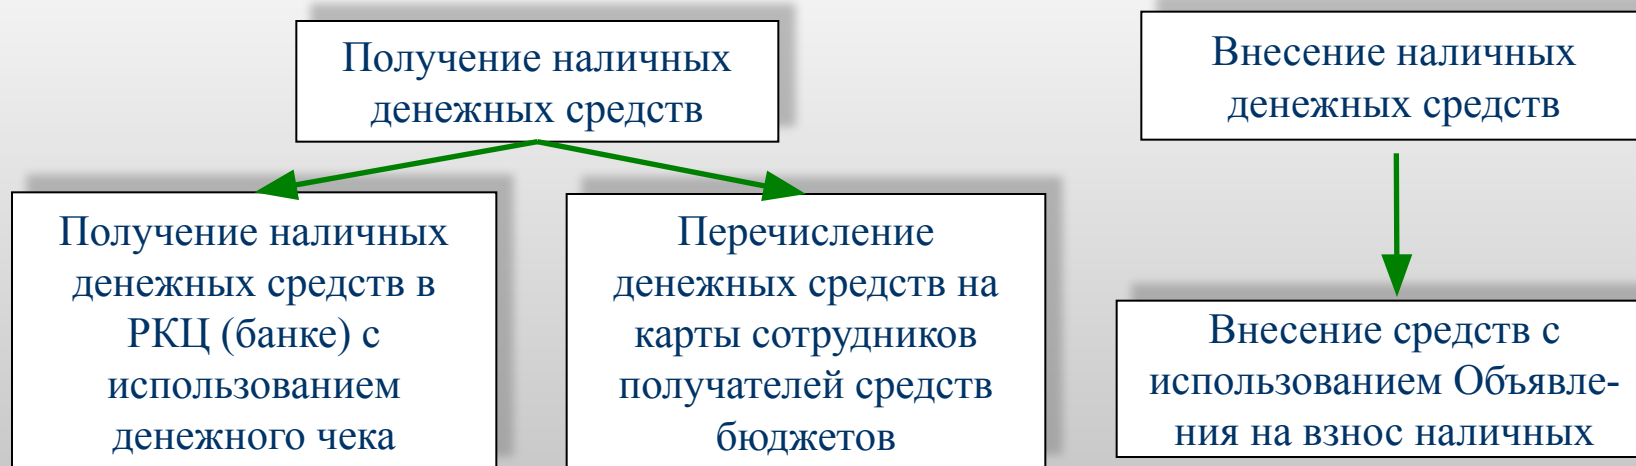 Получение наличных
денежных средств
Внесение наличных
денежных средств
Получение наличных
денежных средств в
РКЦ (банке) с
использованием
денежного чека
Перечисление
денежных средств на
карты сотрудников
получателей средств
бюджетов
Внесение средств с
использованием Объявле-
ния на взнос наличных